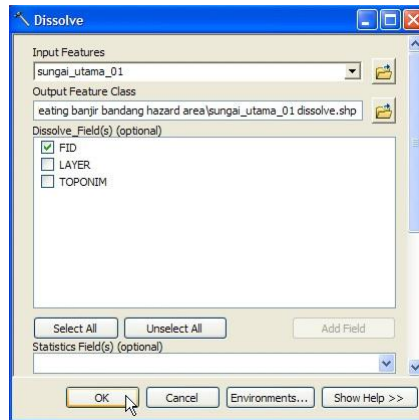 Dissolve
Input Features
sungai_utama_01
Output Feature Class
eating banjir bandang hazard area\sungai_utama_01 dissolve.shp
Dissolve_Field(s) (optional)
FID
LAYER
TOPONIM
Select All Unselect All Add Field
Statistics Field(s) (optional)
OK Cancel Environments... Show Help >>